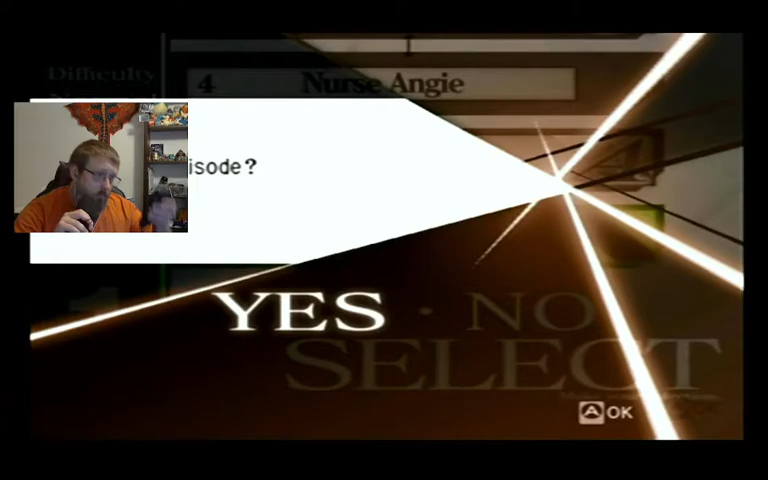 Difficulty
4 Nurse Angie
isode?
YES · NO
SELECT
A OK